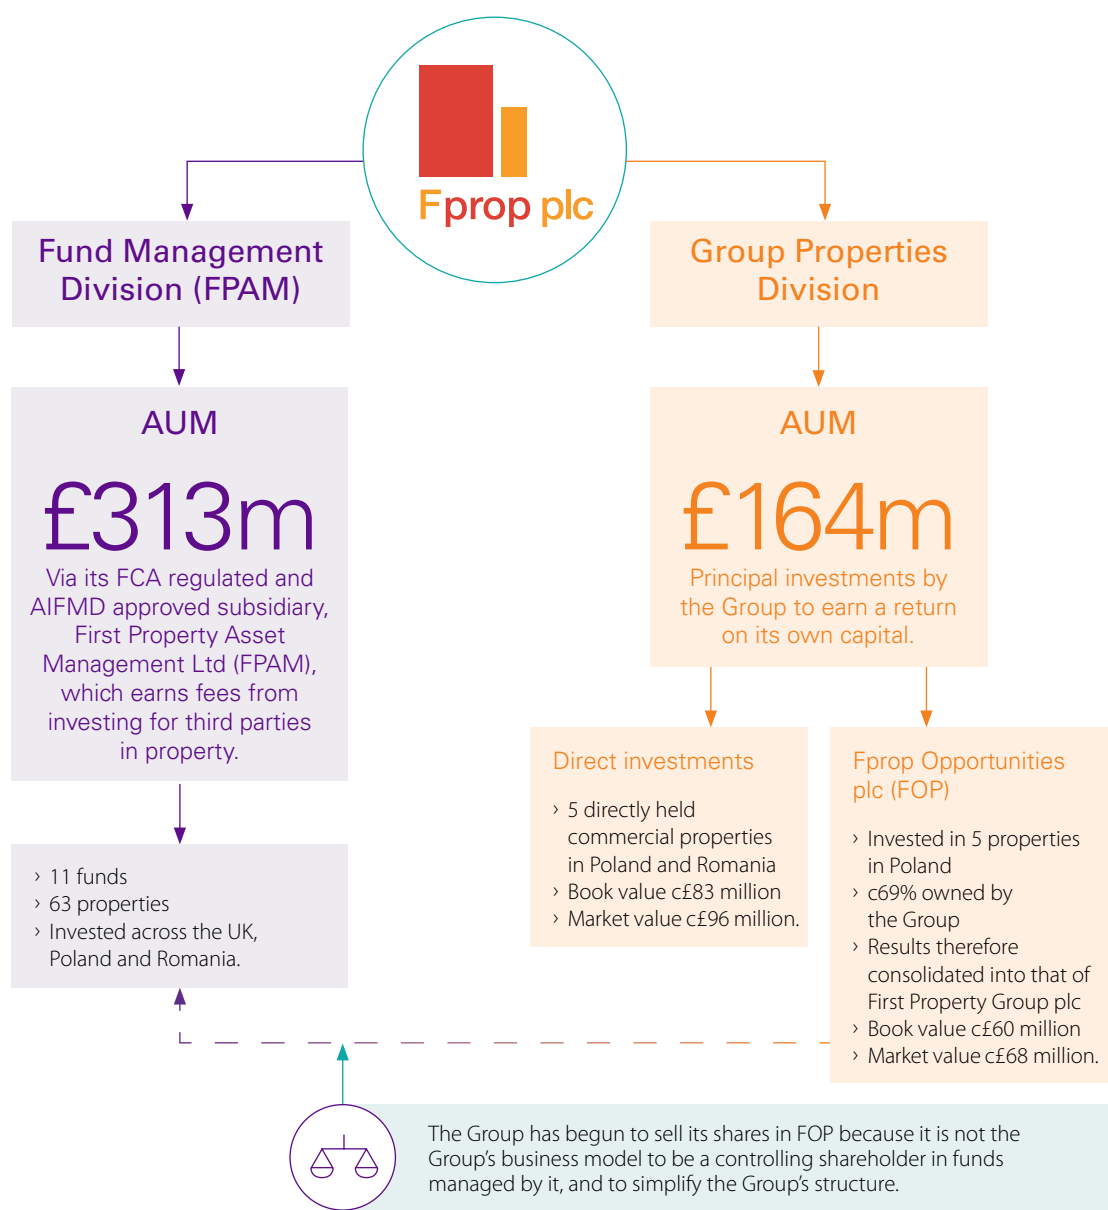 Fprop plc
Fund Management
Division (FPAM)
AUM
£313m
Via its FCA regulated and
AIFMD approved subsidiary,
First Property Asset
Management Ltd (FPAM),
which earns fees from
investing for third parties
in property.
› 11 funds
› 63 properties
› Invested across the UK,
Poland and Romania.
Group Properties
Division
AUM
£164m
Principal investments by
the Group to earn a return
on its own capital.
Direct investments
› 5 directly held
commercial properties
in Poland and Romania
› Book value c£83 million
› Market value c£96 million.
Fprop Opportunities
plc (FOP)
› Invested in 5 properties
in Poland
› c69% owned by
the Group
› Results therefore
consolidated into that of
First Property Group plc
› Book value c£60 million
› Market value c£68 million.
The Group has begun to sell its shares in FOP because it is not the
Group’s business model to be a controlling shareholder in funds
managed by it, and to simplify the Group’s structure.